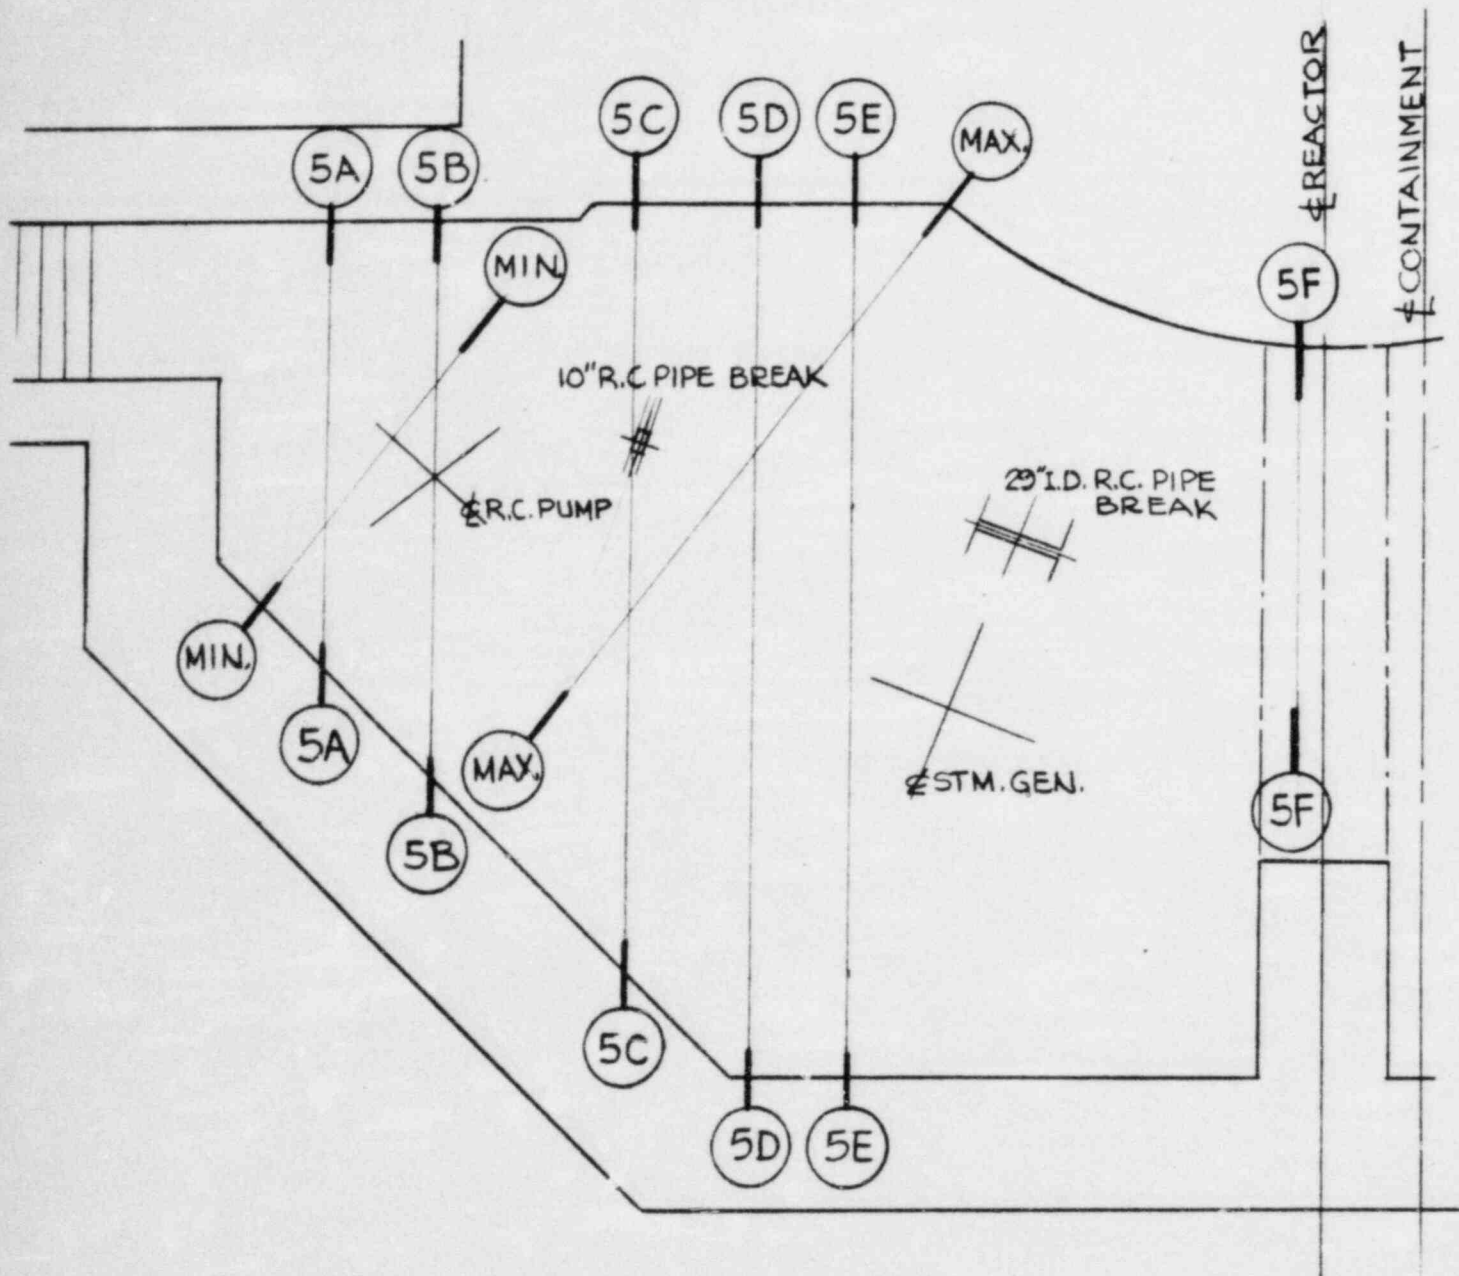 ℄ REACTOR
℄ CONTAINMENT
5A
5B
5C
5D
5E
MAX.
MIN.
5F
10" R.C PIPE BREAK
29" I.D. R.C. PIPE
BREAK
℄ R.C. PUMP
MIN.
5A
MAX.
℄ STM. GEN.
5F
5B
5C
5D
5E